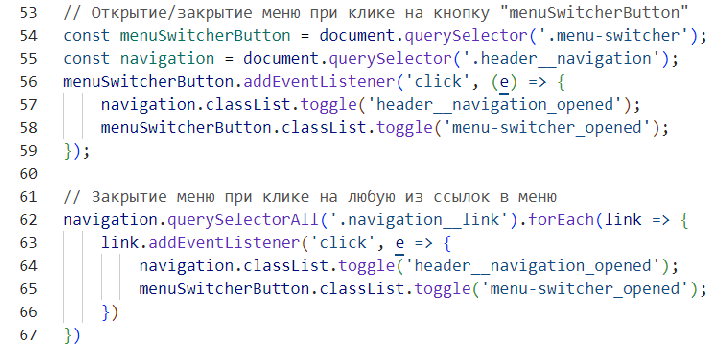 53 // Открытие/закрытие меню при клике на кнопку "menuSwitcherButton"
54 const menuSwitcherButton = document.querySelector('.menu-switcher');
55 const navigation = document.querySelector('.header__navigation');
56 menuSwitcherButton.addEventListener('click', (e) => {
57     navigation.classList.toggle('header__navigation_opened');
58     menuSwitcherButton.classList.toggle('menu-switcher_opened');
59 });
60
61 // Закрытие меню при клике на любую из ссылок в меню
62 navigation.querySelectorAll('.navigation__link').forEach(link => {
63     link.addEventListener('click', e => {
64         navigation.classList.toggle('header__navigation_opened');
65         menuSwitcherButton.classList.toggle('menu-switcher_opened');
66     })
67 })